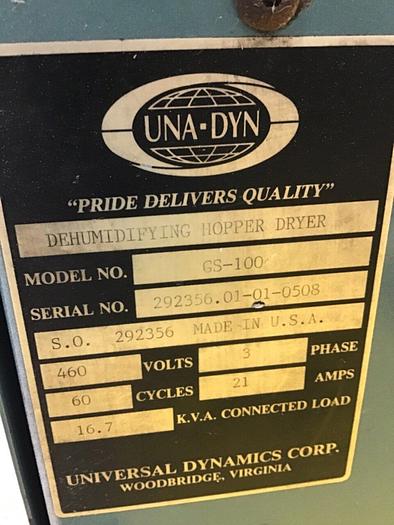 UNA-DYN
"PRIDE DELIVERS QUALITY"
DEHUMIDIFYING HOPPER DRYER
MODEL NO. GS-100
SERIAL NO. 292356.01-01-0508
S.O. 292356 MADE IN U.S.A.
460 VOLTS 3 PHASE
60 CYCLES 21 AMPS
16.7 K.V.A. CONNECTED LOAD
UNIVERSAL DYNAMICS CORP.
WOODBRIDGE, VIRGINIA